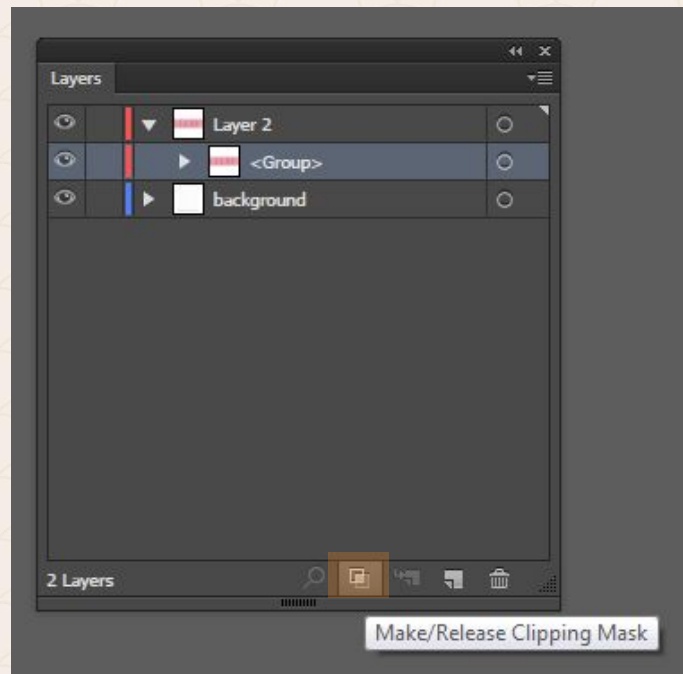 Layers
Layer 2
<Group>
background
2 Layers
Make/Release Clipping Mask